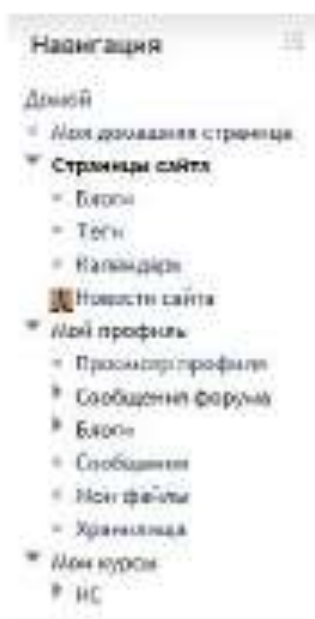 Навигация
Домой
Моя домашняя страница
Страницы сайта
Блоги
Теги
Календарь
Новости сайта
Мой профиль
Просмотр профиля
Сообщения форума
Блоги
Сообщения
Мои файлы
Хранилища
Мои курсы
ИС